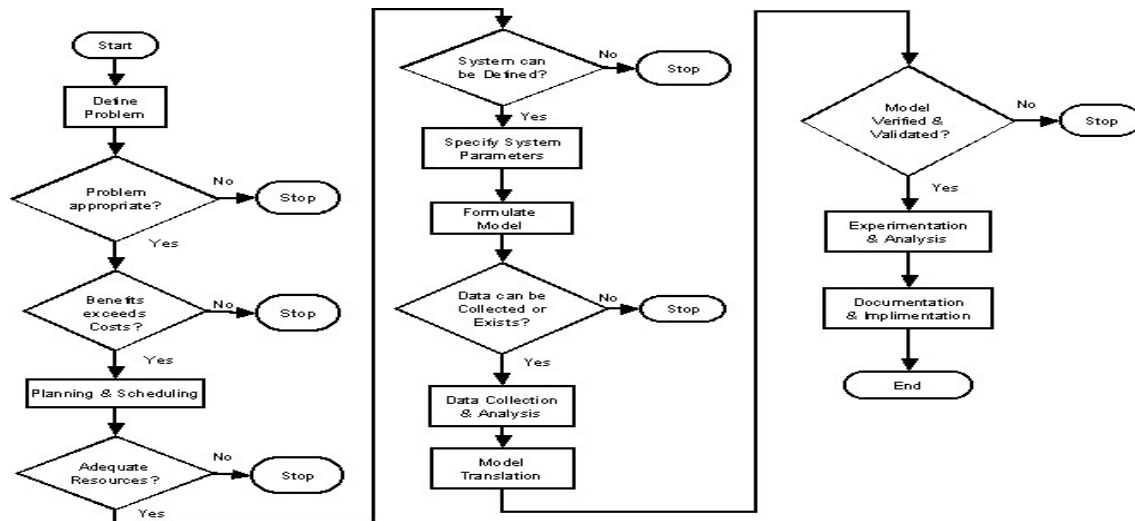 Start
Define
Problem
Problem
appropriate?
No
Stop
Yes
Benefits
exceeds
Costs?
No
Stop
Yes
Planning & Scheduling
Adequate
Resources?
No
Stop
Yes
System can
be Defined?
No
Stop
Yes
Specify System
Parameters
Formulate
Model
Data can be
Collected or
Exists?
No
Stop
Yes
Data Collection
& Analysis
Model
Translation
Model
Verified &
Validated?
No
Stop
Yes
Experimentation
& Analysis
Documentation
& Implimentation
End